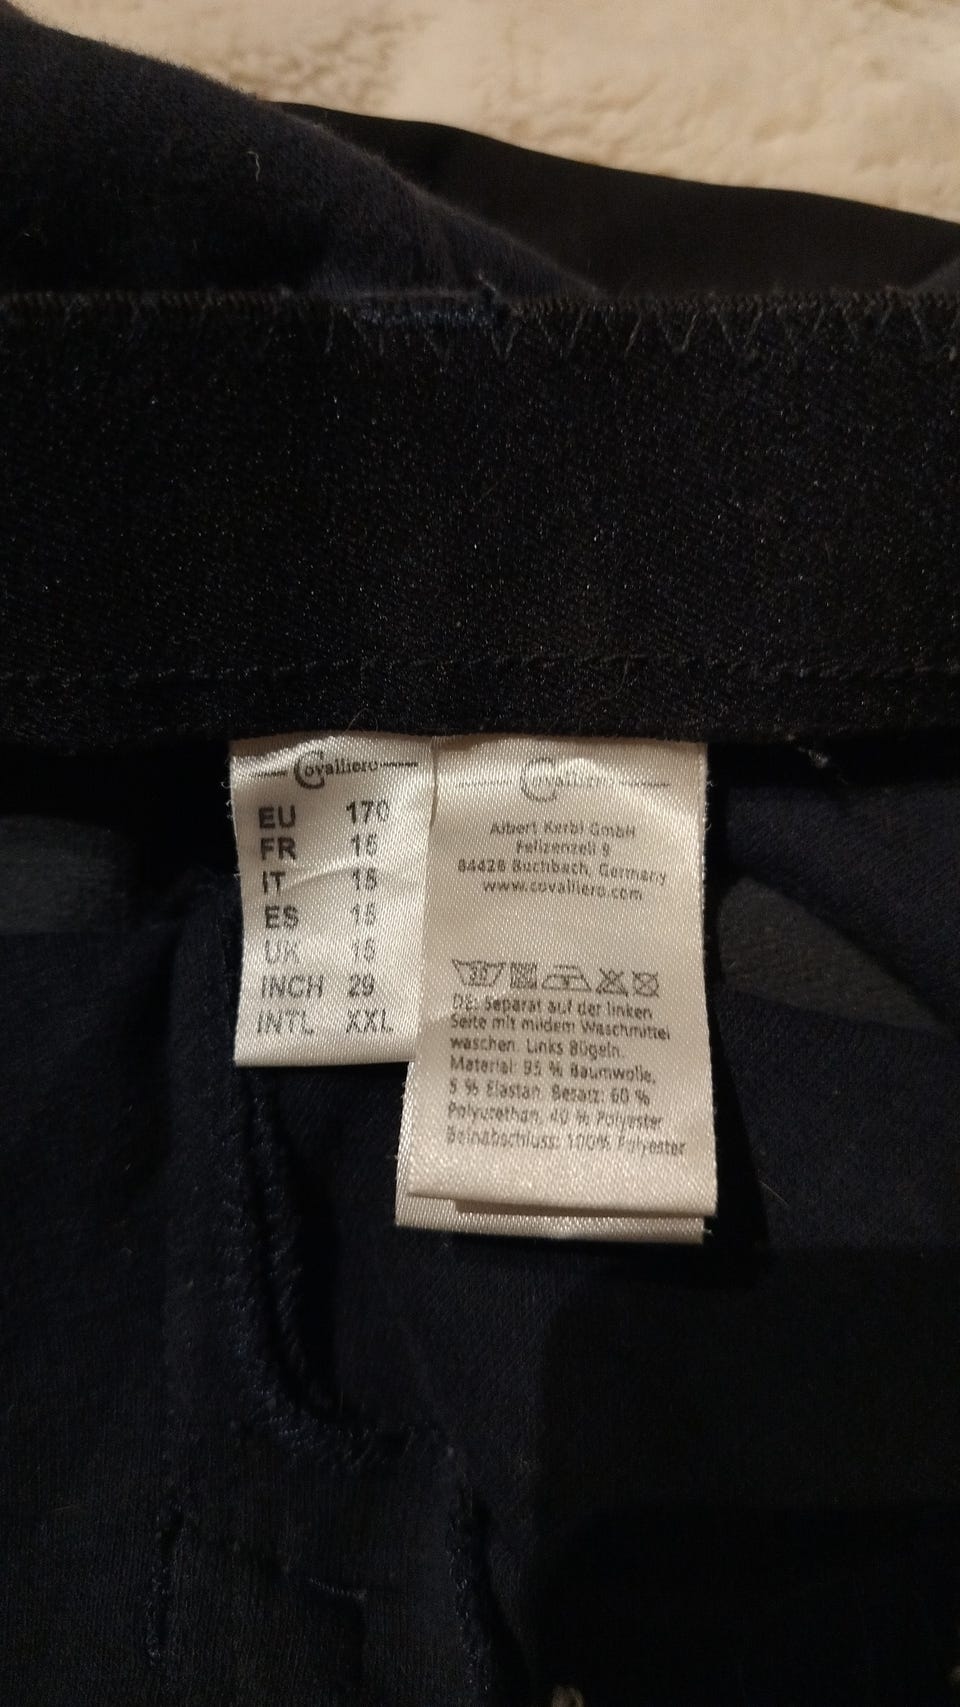 Covalliero
EU 170
FR 15
IT 15
ES 15
UK 15
INCH 29
INTL XXL
Covalliero
Albert Kerbl GmbH
Felizenzell 9
84428 Buchbach, Germany
www.covalliero.com
30
DE: Separat auf der linken
Seite mit mildem Waschmittel
waschen. Links Bügeln.
Material: 95 % Baumwolle,
5 % Elastan. Besatz: 60 %
Polyurethan, 40 % Polyester
Beinabschluss: 100% Polyester